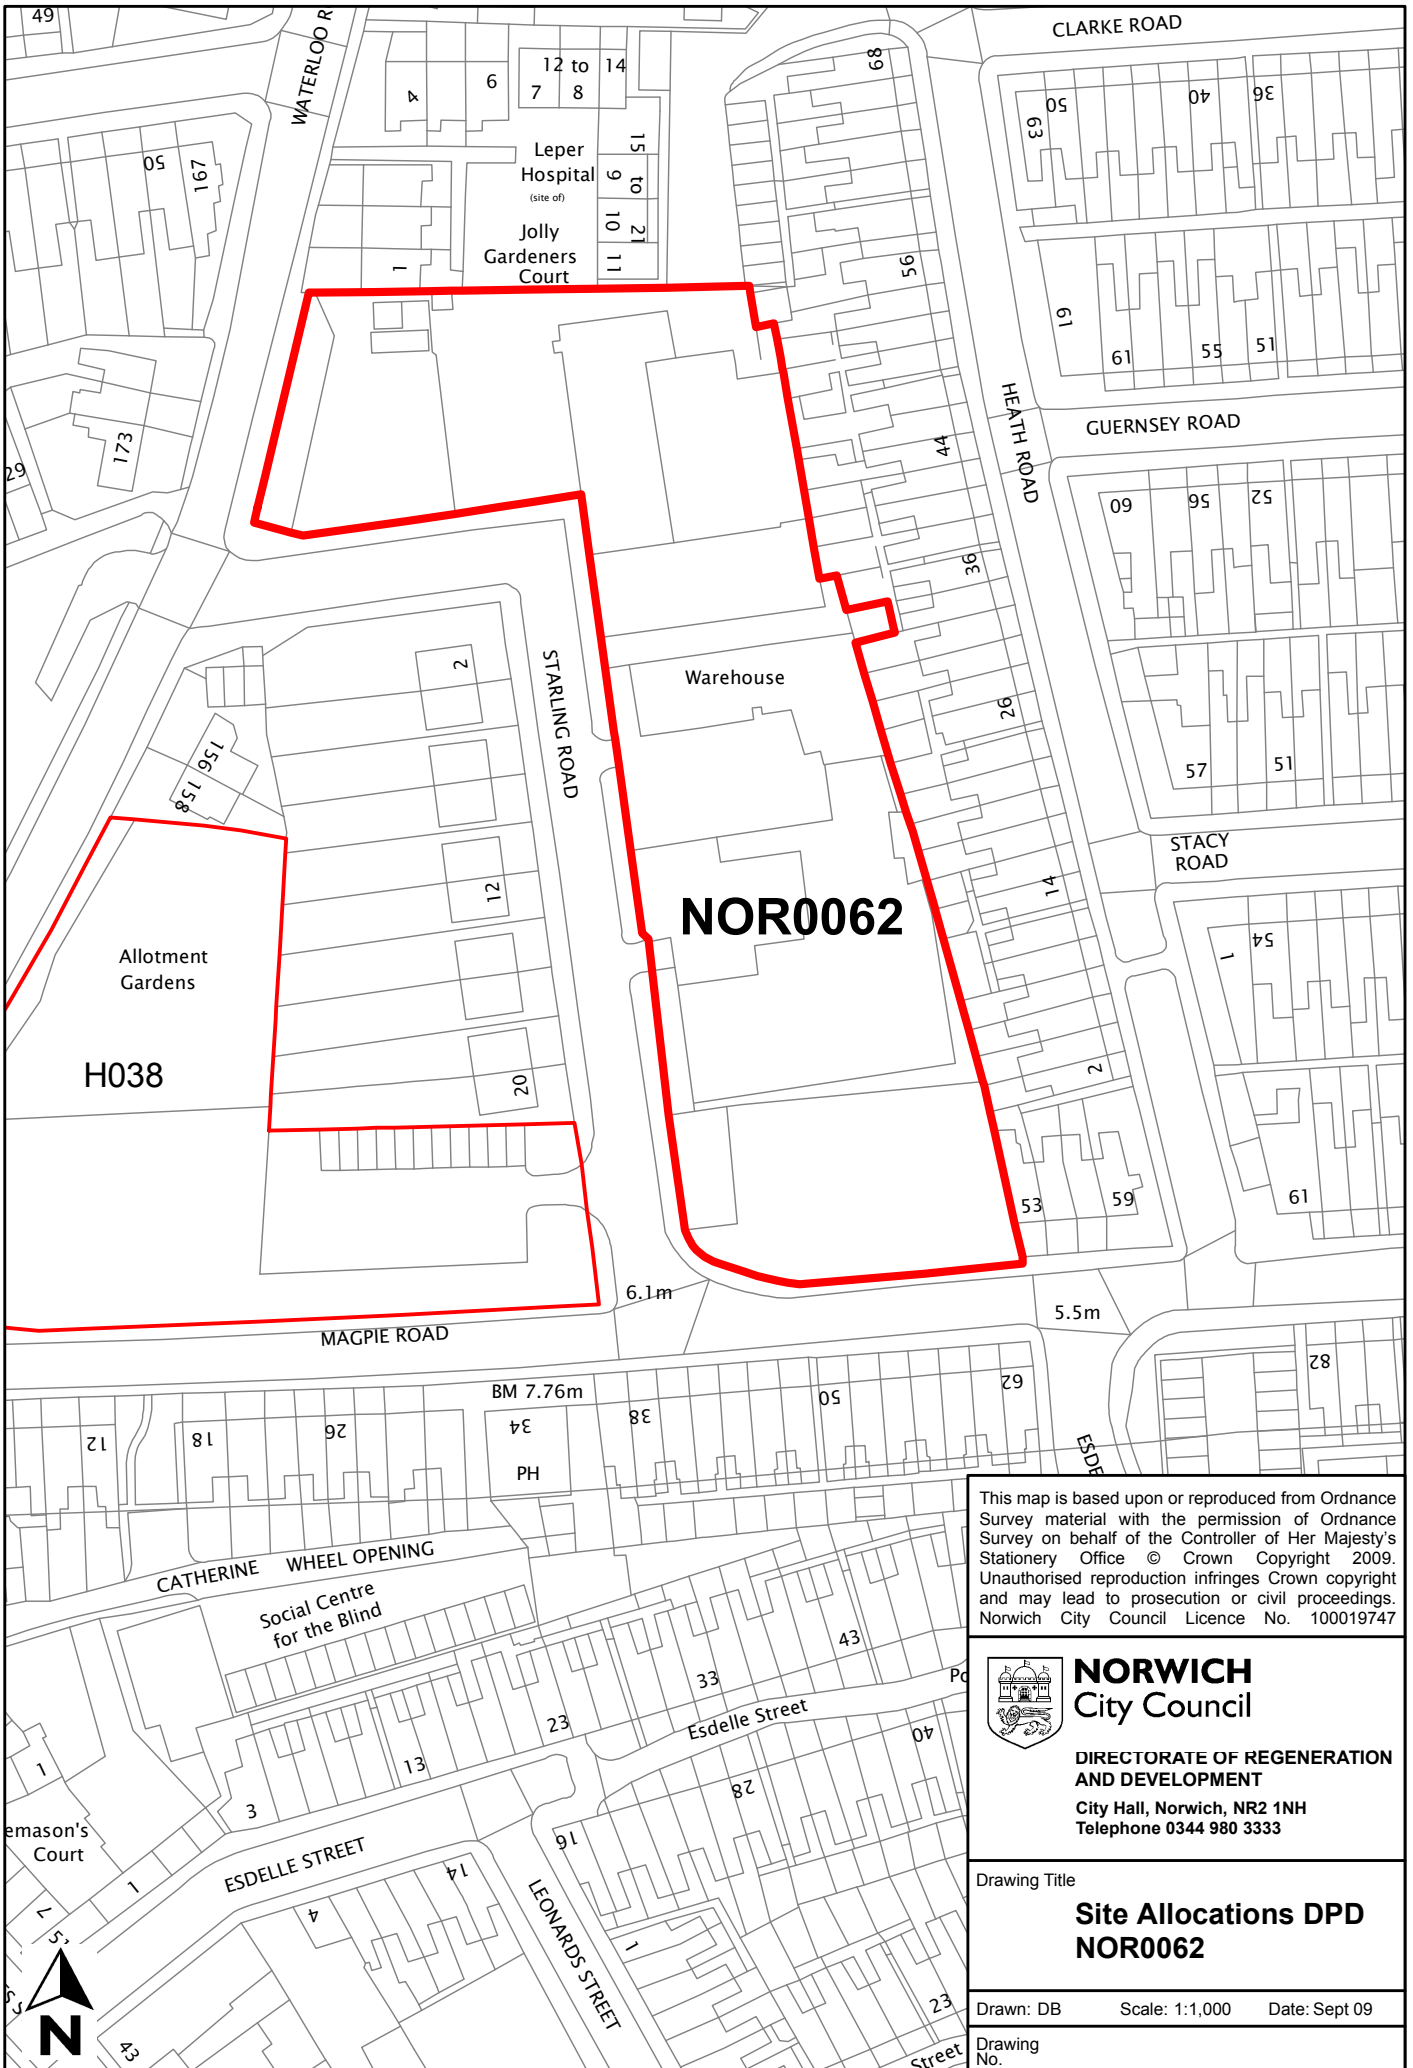 49
WATERLOO R
CLARKE ROAD
4
6
12 to
14
7
8
68
50
40
36
63
50
167
Leper
Hospital
(site of)
15
to
21
9
10
11
Jolly
Gardeners
Court
1
56
61
61
55
51
173
29
44
HEATH ROAD
GUERNSEY ROAD
60
56
52
36
2
STARLING ROAD
Warehouse
26
156
158
57
51
STACY
ROAD
12
NOR0062
14
1
54
Allotment
Gardens
H038
20
2
53
59
61
6.1m
5.5m
MAGPIE ROAD
BM 7.76m
12
18
26
34
38
50
62
82
PH
ESDE
CATHERINE WHEEL OPENING
Social Centre
for the Blind
43
33
23
13
3
Esdelle Street
Po
40
28
16
1
emason's
Court
1
7
ESDELLE STREET
14
4
LEONARDS STREET
1
23
Street
43
N
This map is based upon or reproduced from Ordnance
Survey material with the permission of Ordnance
Survey on behalf of the Controller of Her Majesty's
Stationery Office © Crown Copyright 2009.
Unauthorised reproduction infringes Crown copyright
and may lead to prosecution or civil proceedings.
Norwich City Council Licence No. 100019747
NORWICH
City Council
DIRECTORATE OF REGENERATION
AND DEVELOPMENT
City Hall, Norwich, NR2 1NH
Telephone 0344 980 3333
Drawing Title
Site Allocations DPD
NOR0062
Drawn: DB Scale: 1:1,000 Date: Sept 09
Drawing
No.